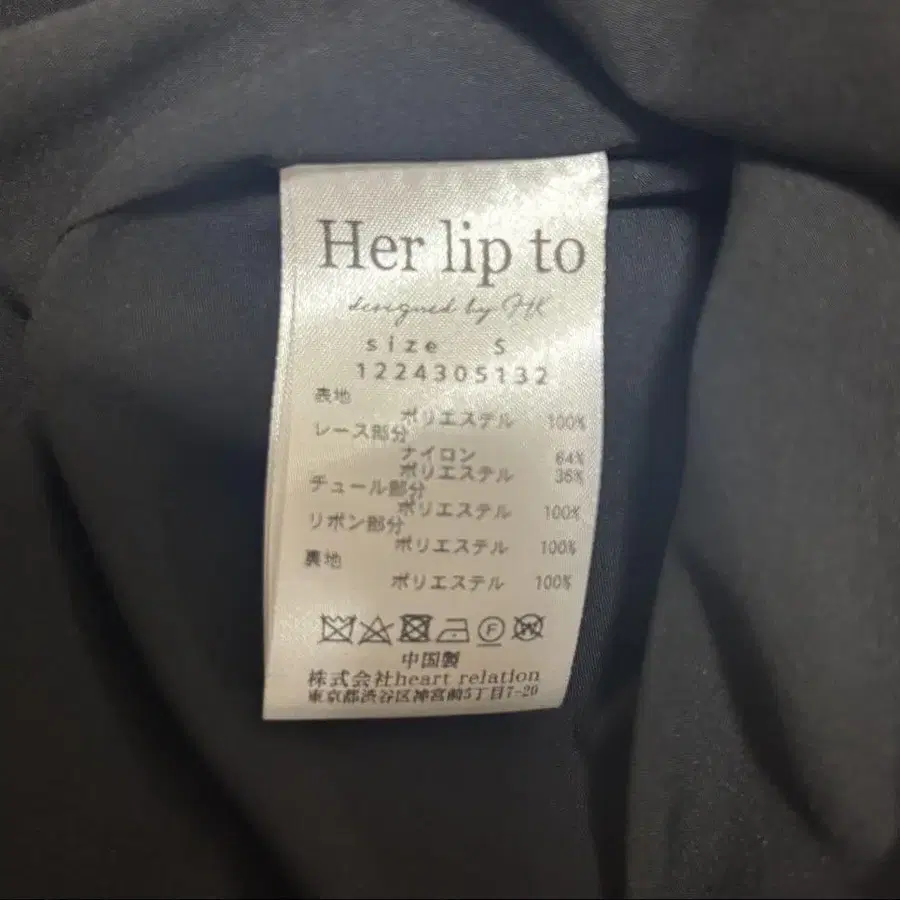 Her lip to
designed by HK
size S
1224305132
表地
ポリエステル 100%
レース部分
ナイロン 64%
ポリエステル 36%
チュール部分
ポリエステル 100%
リボン部分
ポリエステル 100%
裏地
ポリエステル 100%
F W
中国製
株式会社heart relation
東京都渋谷区神宮前5丁目7-20